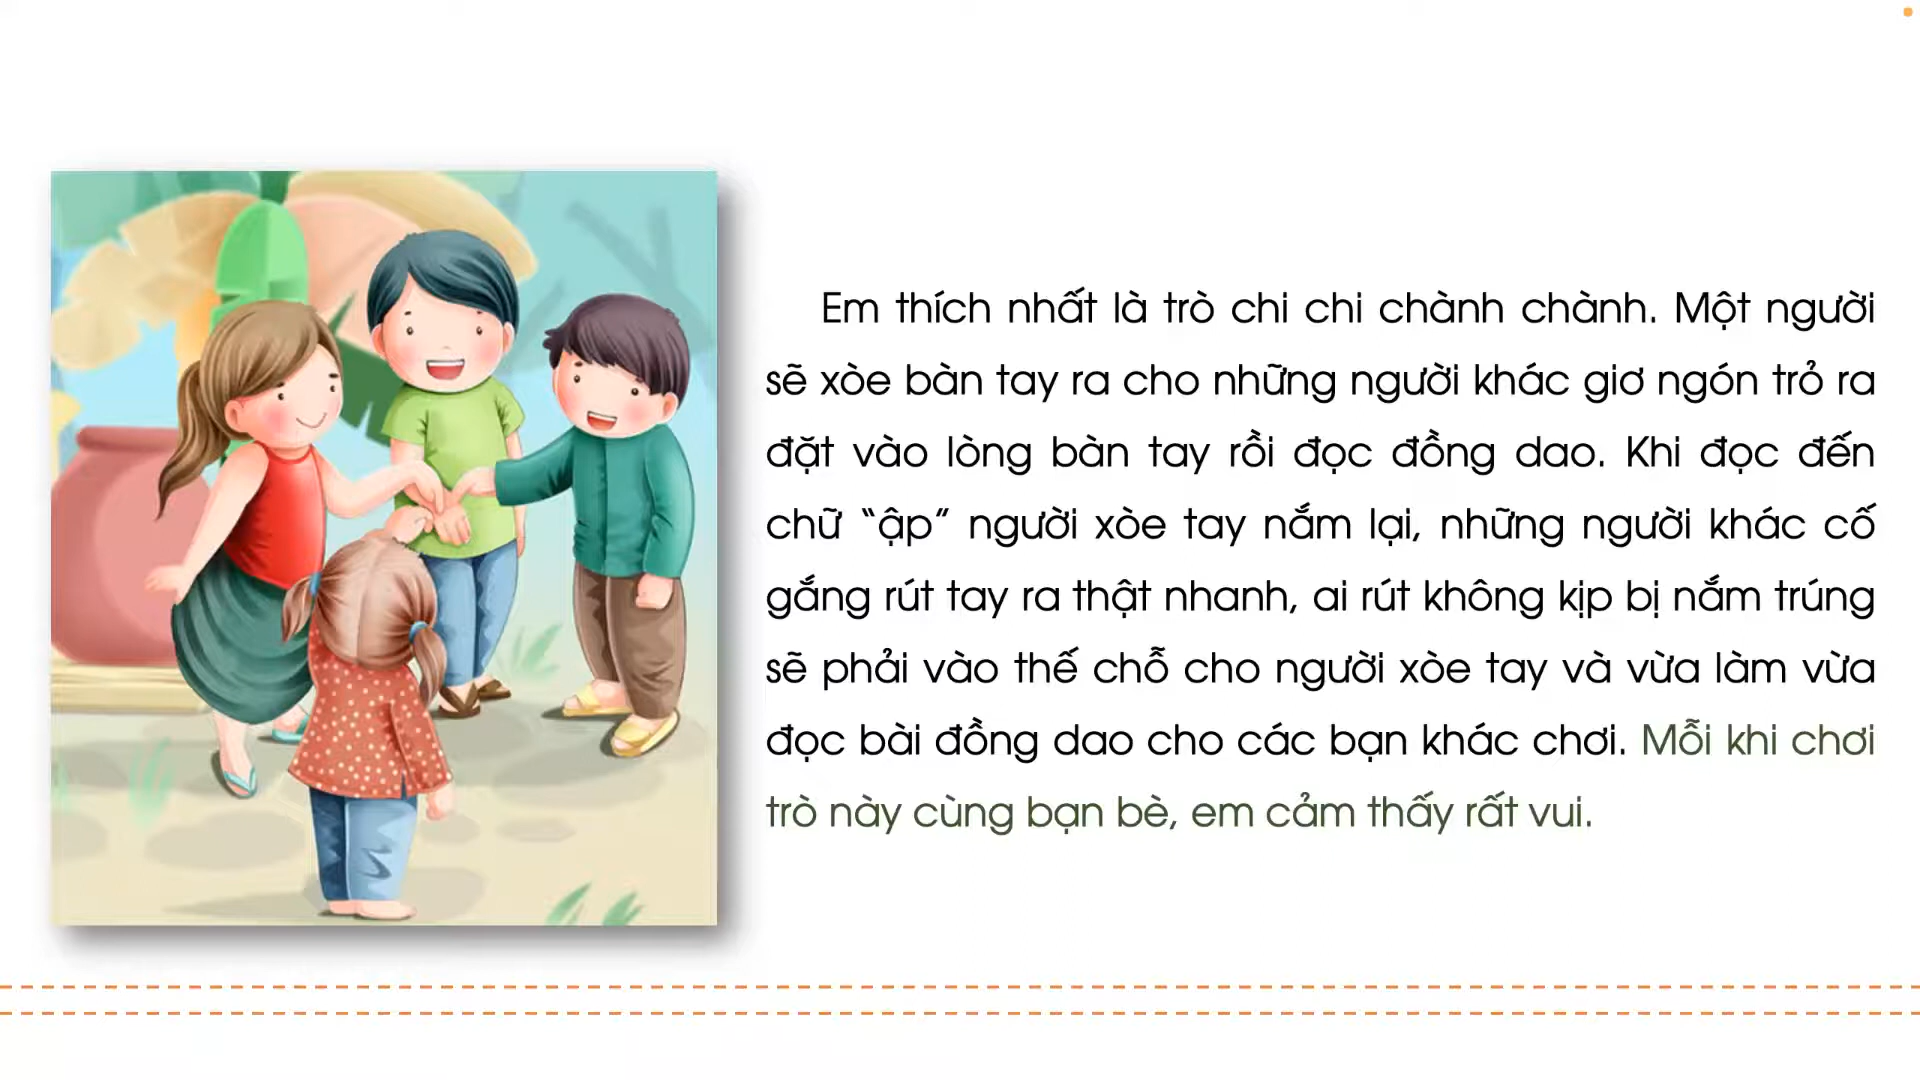 Em thích nhất là trò chi chi chành chành. Một người
sẽ xòe bàn tay ra cho những người khác giơ ngón trỏ ra
đặt vào lòng bàn tay rồi đọc đồng dao. Khi đọc đến
chữ “ập” người xòe tay nắm lại, những người khác cố
gắng rút tay ra thật nhanh, ai rút không kịp bị nắm trúng
sẽ phải vào thế chỗ cho người xòe tay và vừa làm vừa
đọc bài đồng dao cho các bạn khác chơi. Mỗi khi chơi
trò này cùng bạn bè, em cảm thấy rất vui.